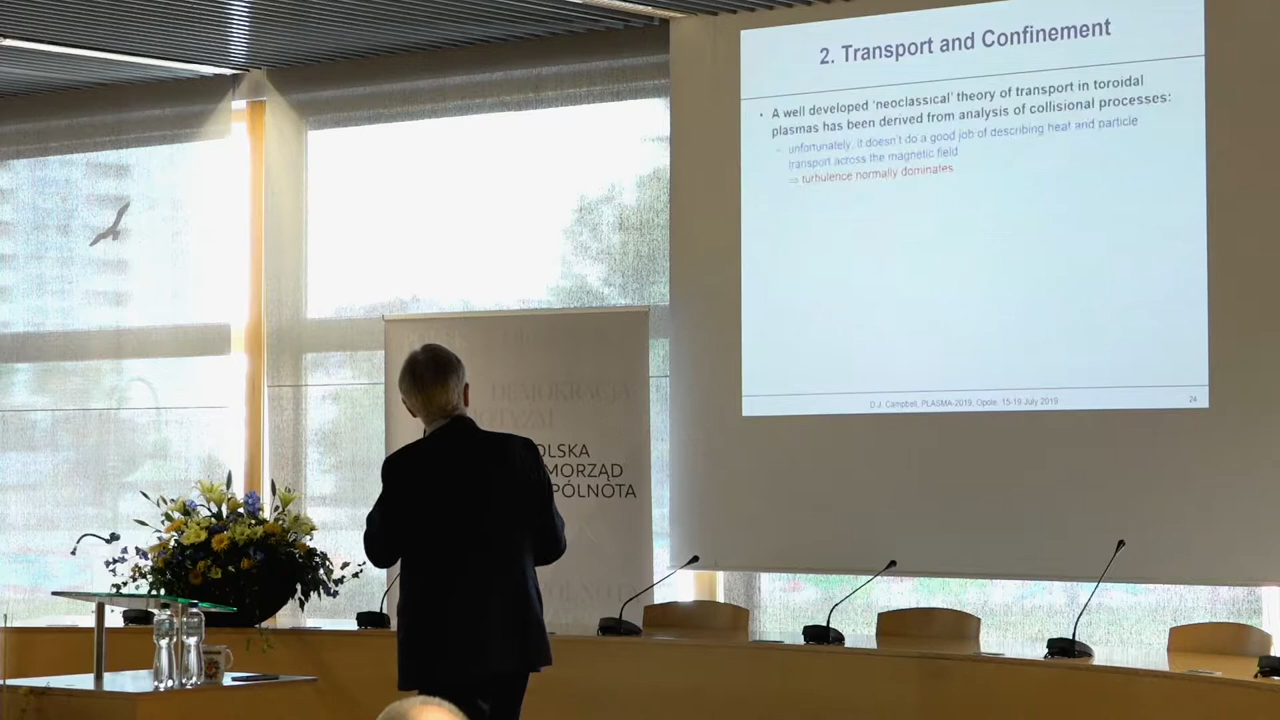 2. Transport and Confinement
• A well developed 'neoclassical' theory of transport in toroidal
plasmas has been derived from analysis of collisional processes:
– unfortunately, it doesn't do a good job of describing heat and particle
transport across the magnetic field
⇒ turbulence normally dominates
D.J. Campbell, PLASMA-2019, Opole, 15-19 July 2019
24
DEMOKRACJA
OLSKA
MORZĄD
PÓLNOTA